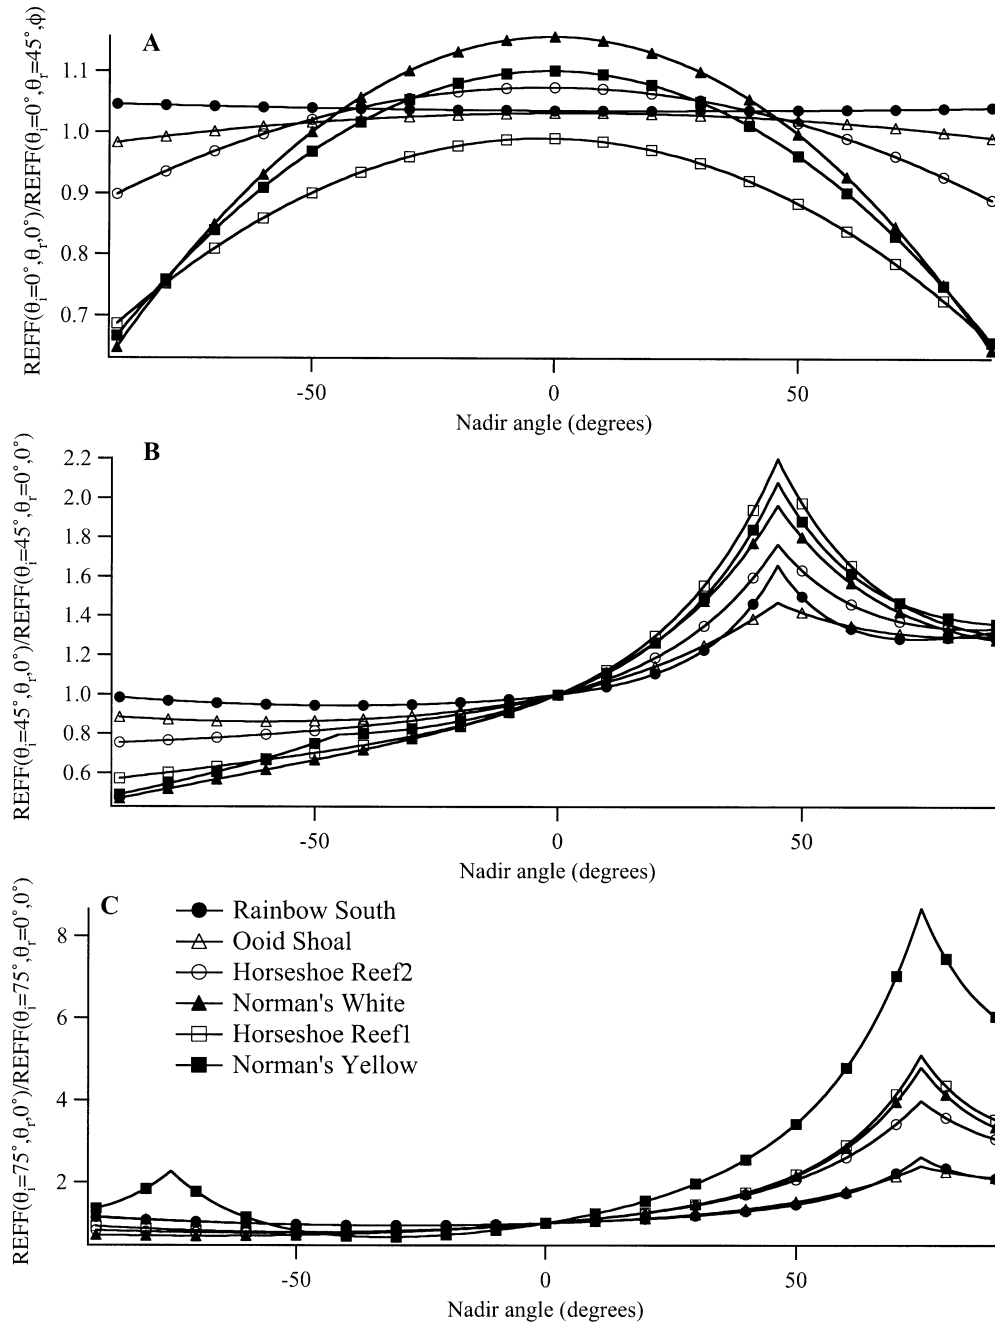 A
REFF(θi=0°,θr,0°)/REFF(θi=0°,θr=45°,ϕ)
1.1
1.0
0.9
0.8
0.7
-50 0 50
Nadir angle (degrees)
B
REFF(θi=45°,θr,0°)/REFF(θi=45°,θr=0°,0°)
2.2
2.0
1.8
1.6
1.4
1.2
1.0
0.8
0.6
-50 0 50
Nadir angle (degrees)
C
REFF(θi=75°,θr,0°)/REFF(θi=75°,θr=0°,0°)
8
6
4
2
Rainbow South
Ooid Shoal
Horseshoe Reef2
Norman's White
Horseshoe Reef1
Norman's Yellow
-50 0 50
Nadir angle (degrees)